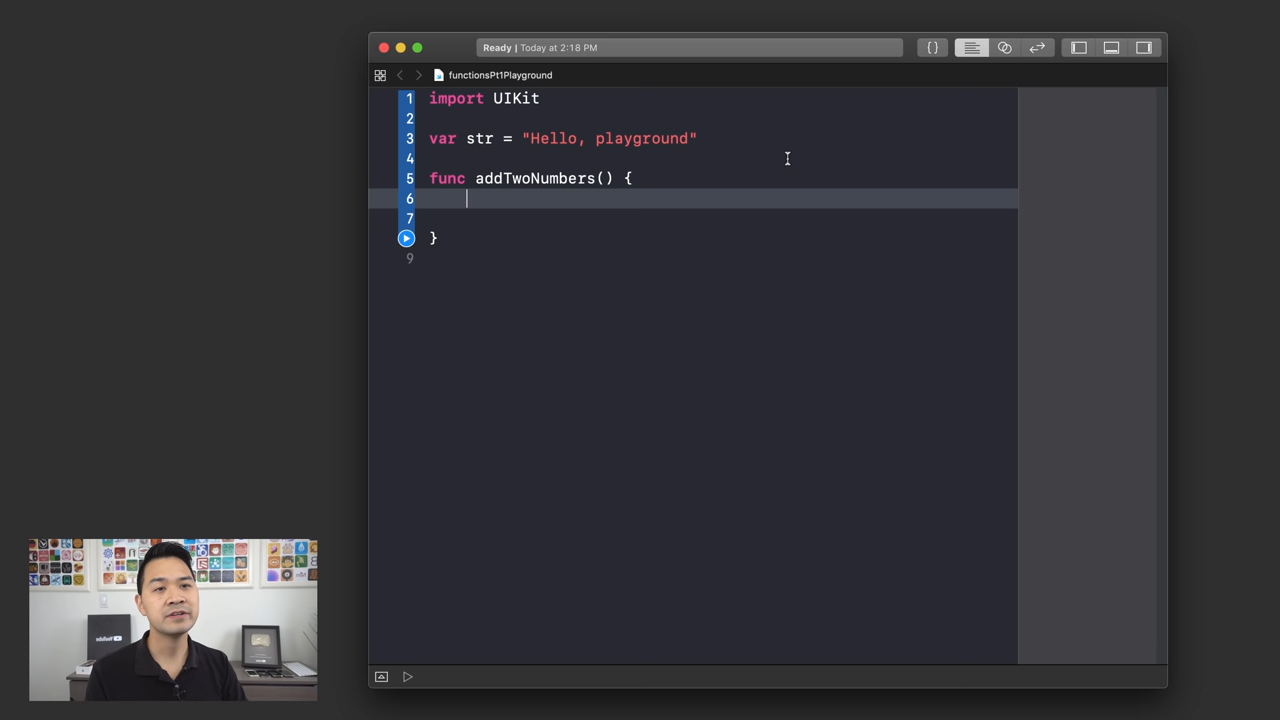 Ready | Today at 2:18 PM
{ }
functionsPt1Playground
1 import UIKit
2
3 var str = "Hello, playground"
4
5 func addTwoNumbers() {
6
7
}
9